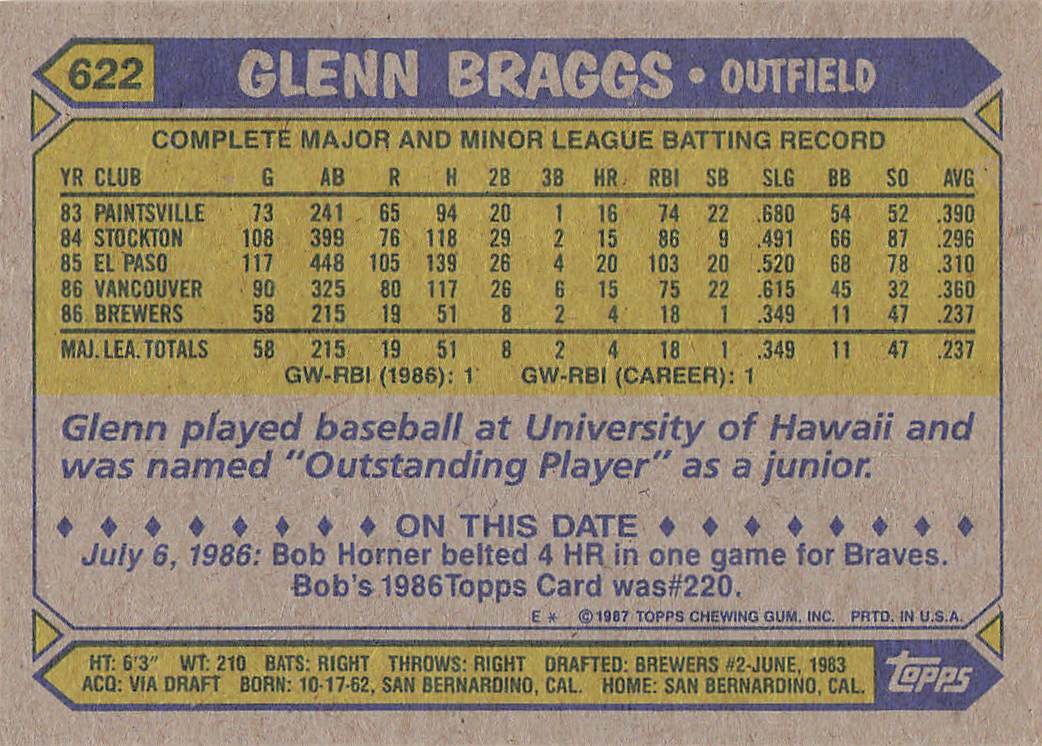 622 GLENN BRAGGS • OUTFIELD
COMPLETE MAJOR AND MINOR LEAGUE BATTING RECORD
YR CLUB G AB R H 2B 3B HR RBI SB SLG BB SO AVG
83 PAINTSVILLE 73 241 65 94 20 1 16 74 22 .680 54 52 .390
84 STOCKTON 108 399 76 118 29 2 15 86 9 .491 66 87 .296
85 EL PASO 117 448 105 139 26 4 20 103 20 .520 68 78 .310
86 VANCOUVER 90 325 80 117 26 6 15 75 22 .615 45 32 .360
86 BREWERS 58 215 19 51 8 2 4 18 1 .349 11 47 .237
MAJ. LEA. TOTALS 58 215 19 51 8 2 4 18 1 .349 11 47 .237
GW-RBI (1986): 1 GW-RBI (CAREER): 1
Glenn played baseball at University of Hawaii and
was named "Outstanding Player" as a junior.
ON THIS DATE
July 6, 1986: Bob Horner belted 4 HR in one game for Braves.
Bob's 1986 Topps Card was #220.
E * © 1987 TOPPS CHEWING GUM, INC. PRTD. IN U.S.A.
HT: 6'3" WT: 210 BATS: RIGHT THROWS: RIGHT DRAFTED: BREWERS #2-JUNE, 1983
ACQ: VIA DRAFT BORN: 10-17-62, SAN BERNARDINO, CAL. HOME: SAN BERNARDINO, CAL.
topps